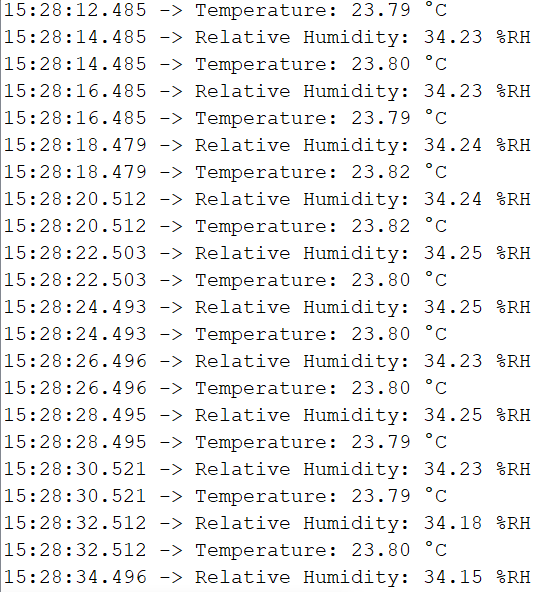 15:28:12.485 -> Temperature: 23.79 °C
15:28:14.485 -> Relative Humidity: 34.23 %RH
15:28:14.485 -> Temperature: 23.80 °C
15:28:16.485 -> Relative Humidity: 34.23 %RH
15:28:16.485 -> Temperature: 23.79 °C
15:28:18.479 -> Relative Humidity: 34.24 %RH
15:28:18.479 -> Temperature: 23.82 °C
15:28:20.512 -> Relative Humidity: 34.24 %RH
15:28:20.512 -> Temperature: 23.82 °C
15:28:22.503 -> Relative Humidity: 34.25 %RH
15:28:22.503 -> Temperature: 23.80 °C
15:28:24.493 -> Relative Humidity: 34.25 %RH
15:28:24.493 -> Temperature: 23.80 °C
15:28:26.496 -> Relative Humidity: 34.23 %RH
15:28:26.496 -> Temperature: 23.80 °C
15:28:28.495 -> Relative Humidity: 34.25 %RH
15:28:28.495 -> Temperature: 23.79 °C
15:28:30.521 -> Relative Humidity: 34.23 %RH
15:28:30.521 -> Temperature: 23.79 °C
15:28:32.512 -> Relative Humidity: 34.18 %RH
15:28:32.512 -> Temperature: 23.80 °C
15:28:34.496 -> Relative Humidity: 34.15 %RH